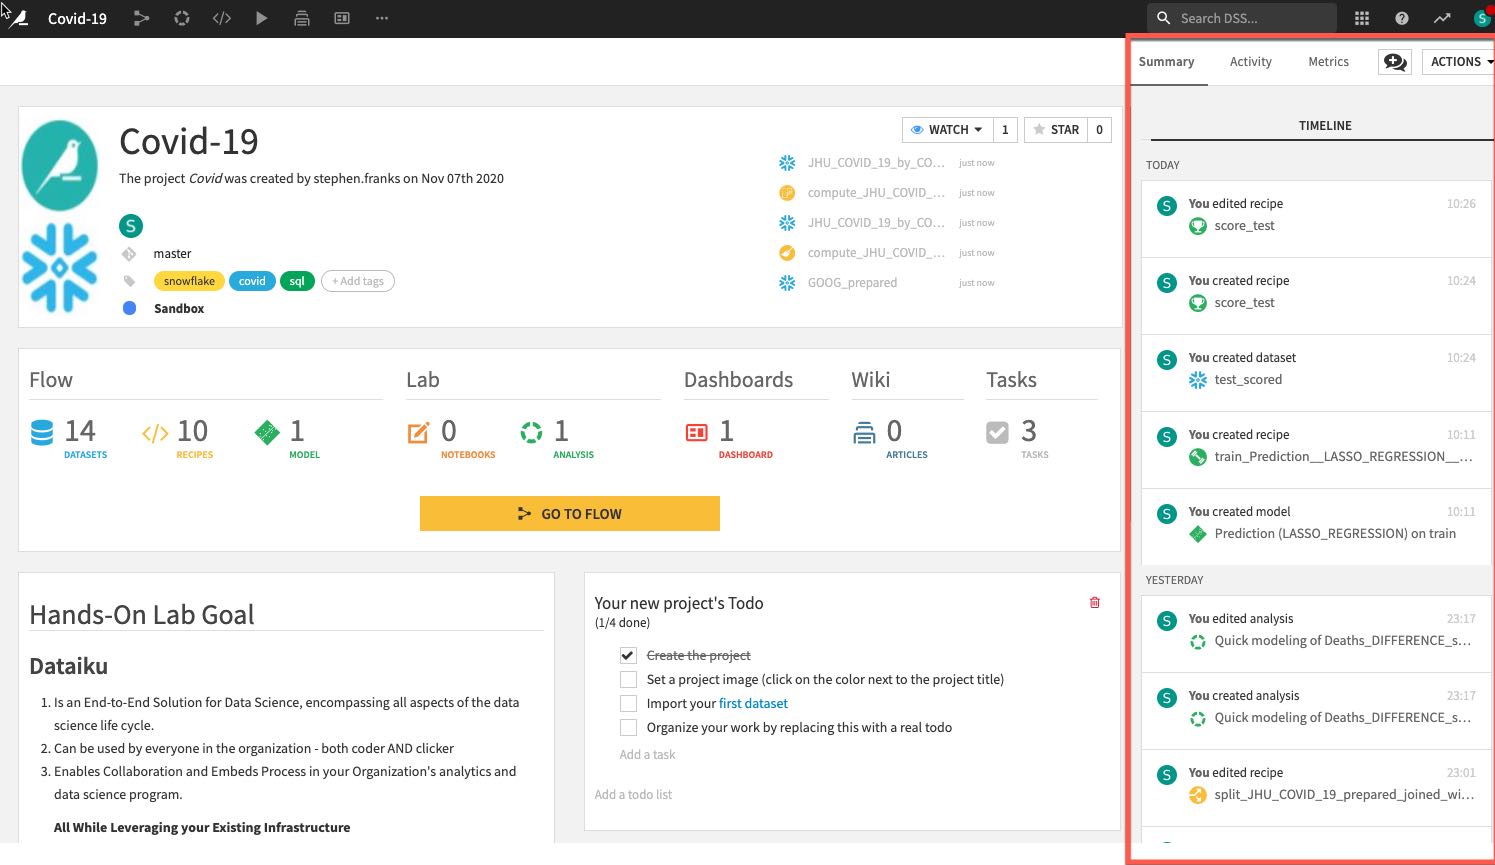 Covid-19
Search DSS...
S
Summary
Activity
Metrics
ACTIONS
Covid-19
The project Covid was created by stephen.franks on Nov 07th 2020
S
master
snowflake
covid
sql
+ Add tags
Sandbox
WATCH
1
STAR
0
JHU_COVID_19_by_CO...
just now
compute_JHU_COVID_...
just now
JHU_COVID_19_by_CO...
just now
compute_JHU_COVID_...
just now
GOOG_prepared
just now
Flow
14
DATASETS
10
RECIPES
1
MODEL
Lab
0
NOTEBOOKS
1
ANALYSIS
Dashboards
1
DASHBOARD
Wiki
0
ARTICLES
Tasks
3
TASKS
GO TO FLOW
Hands-On Lab Goal
Dataiku
1. Is an End-to-End Solution for Data Science, encompassing all aspects of the data
science life cycle.
2. Can be used by everyone in the organization - both coder AND clicker
3. Enables Collaboration and Embeds Process in your Organization's analytics and
data science program.
All While Leveraging your Existing Infrastructure
Your new project's Todo
(1/4 done)
Create the project
Set a project image (click on the color next to the project title)
Import your first dataset
Organize your work by replacing this with a real todo
Add a task
Add a todo list
TIMELINE
TODAY
S
You edited recipe
10:26
score_test
S
You created recipe
10:24
score_test
S
You created dataset
10:24
test_scored
S
You created recipe
10:11
train_Prediction__LASSO_REGRESSION__...
S
You created model
10:11
Prediction (LASSO_REGRESSION) on train
YESTERDAY
S
You edited analysis
23:17
Quick modeling of Deaths_DIFFERENCE_s...
S
You created analysis
23:17
Quick modeling of Deaths_DIFFERENCE_s...
S
You edited recipe
23:01
split_JHU_COVID_19_prepared_joined_wi...